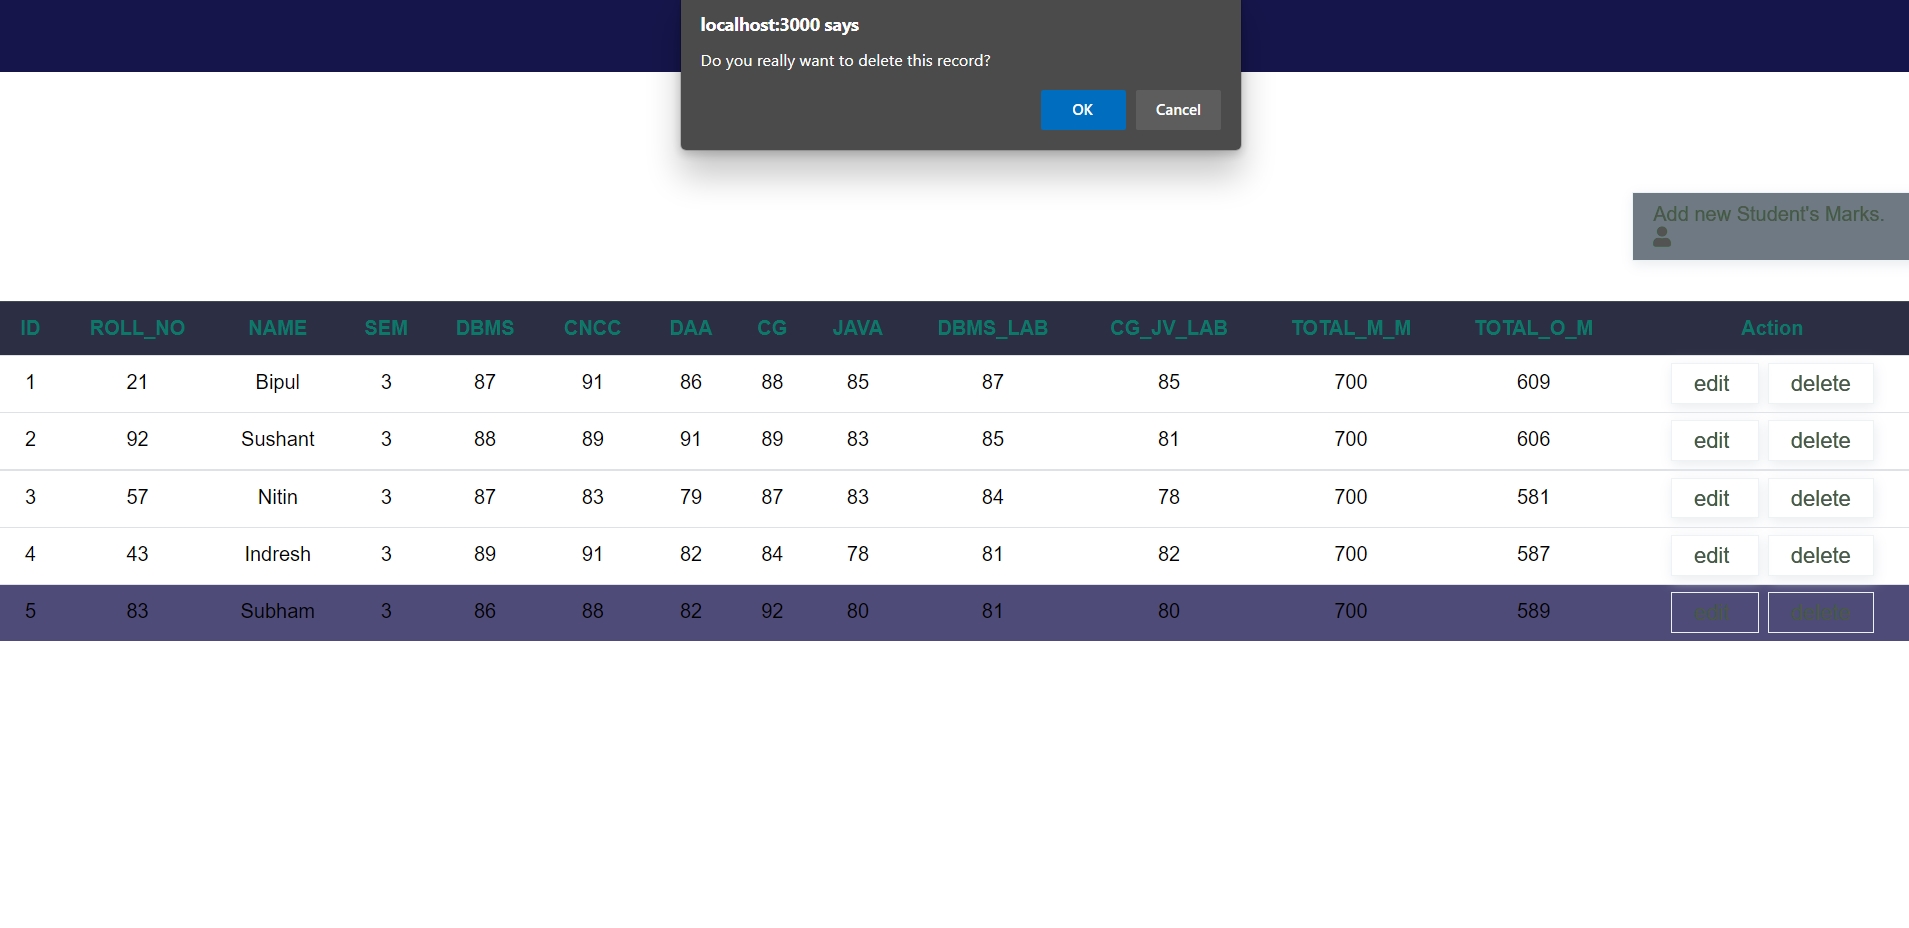 localhost:3000 says
Do you really want to delete this record?
OK Cancel
Add new Student's Marks.
ID ROLL_NO NAME SEM DBMS CNCC DAA CG JAVA DBMS_LAB CG_JV_LAB TOTAL_M_M TOTAL_O_M Action
1 21 Bipul 3 87 91 86 88 85 87 85 700 609 edit delete
2 92 Sushant 3 88 89 91 89 83 85 81 700 606 edit delete
3 57 Nitin 3 87 83 79 87 83 84 78 700 581 edit delete
4 43 Indresh 3 89 91 82 84 78 81 82 700 587 edit delete
5 83 Subham 3 86 88 82 92 80 81 80 700 589 edit delete